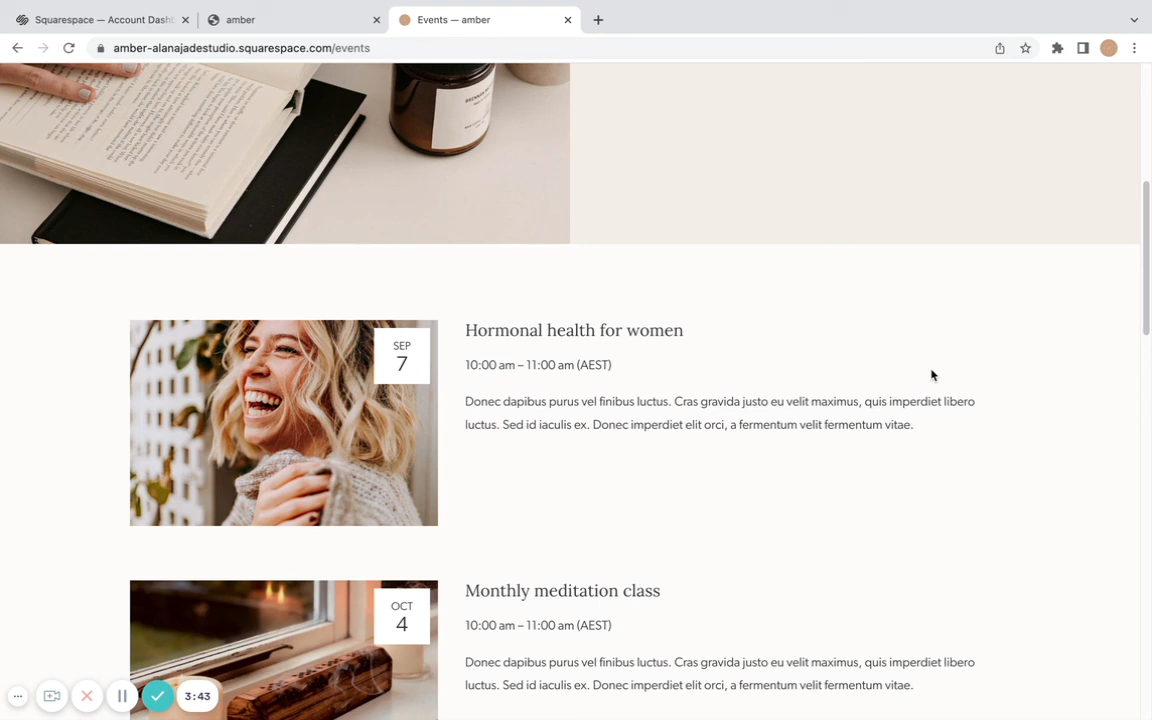 Squarespace — Account Dash
amber
Events — amber
amber-alanajadestudio.squarespace.com/events
SEP
7
Hormonal health for women
10:00 am – 11:00 am (AEST)
Donec dapibus purus vel finibus luctus. Cras gravida justo eu velit maximus, quis imperdiet libero
luctus. Sed id iaculis ex. Donec imperdiet elit orci, a fermentum velit fermentum vitae.
OCT
4
Monthly meditation class
10:00 am – 11:00 am (AEST)
Donec dapibus purus vel finibus luctus. Cras gravida justo eu velit maximus, quis imperdiet libero
luctus. Sed id iaculis ex. Donec imperdiet elit orci, a fermentum velit fermentum vitae.
3:43